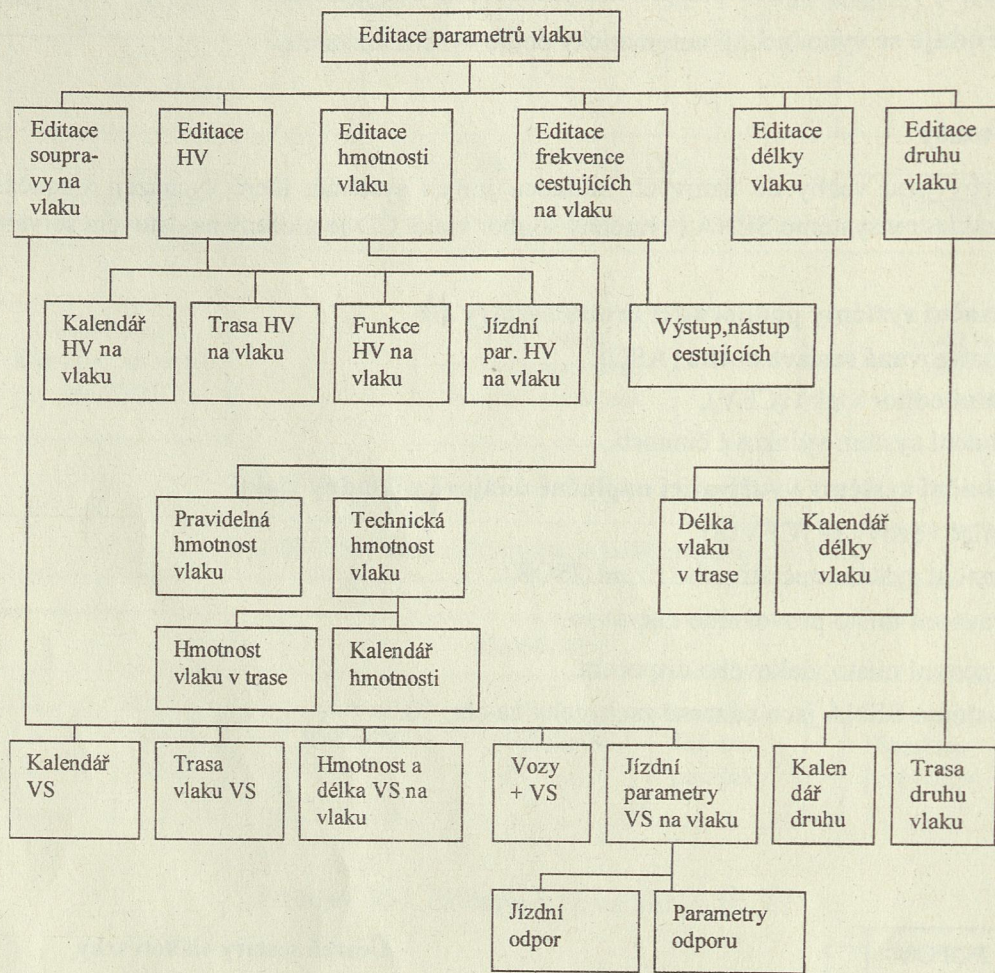 Editace parametrů vlaku
Editace
soupra-
vy na
vlaku
Editace
HV
Editace
hmotnosti
vlaku
Editace
frekvence
cestujících
na vlaku
Editace
délky
vlaku
Editace
druhu
vlaku
Kalendář
HV na
vlaku
Trasa HV
na vlaku
Funkce
HV na
vlaku
Jízdní
par. HV
na vlaku
Výstup,nástup
cestujících
Pravidelná
hmotnost
vlaku
Technická
hmotnost
vlaku
Délka
vlaku
v trase
Kalendář
délky
vlaku
Hmotnost
vlaku v trase
Kalendář
hmotnosti
Kalendář
VS
Trasa
vlaku VS
Hmotnost a
délka VS na
vlaku
Vozy
+ VS
Jízdní
parametry
VS na vlaku
Kalen
dář
druhu
Trasa
druhu
vlaku
Jízdní
odpor
Parametry
odporu